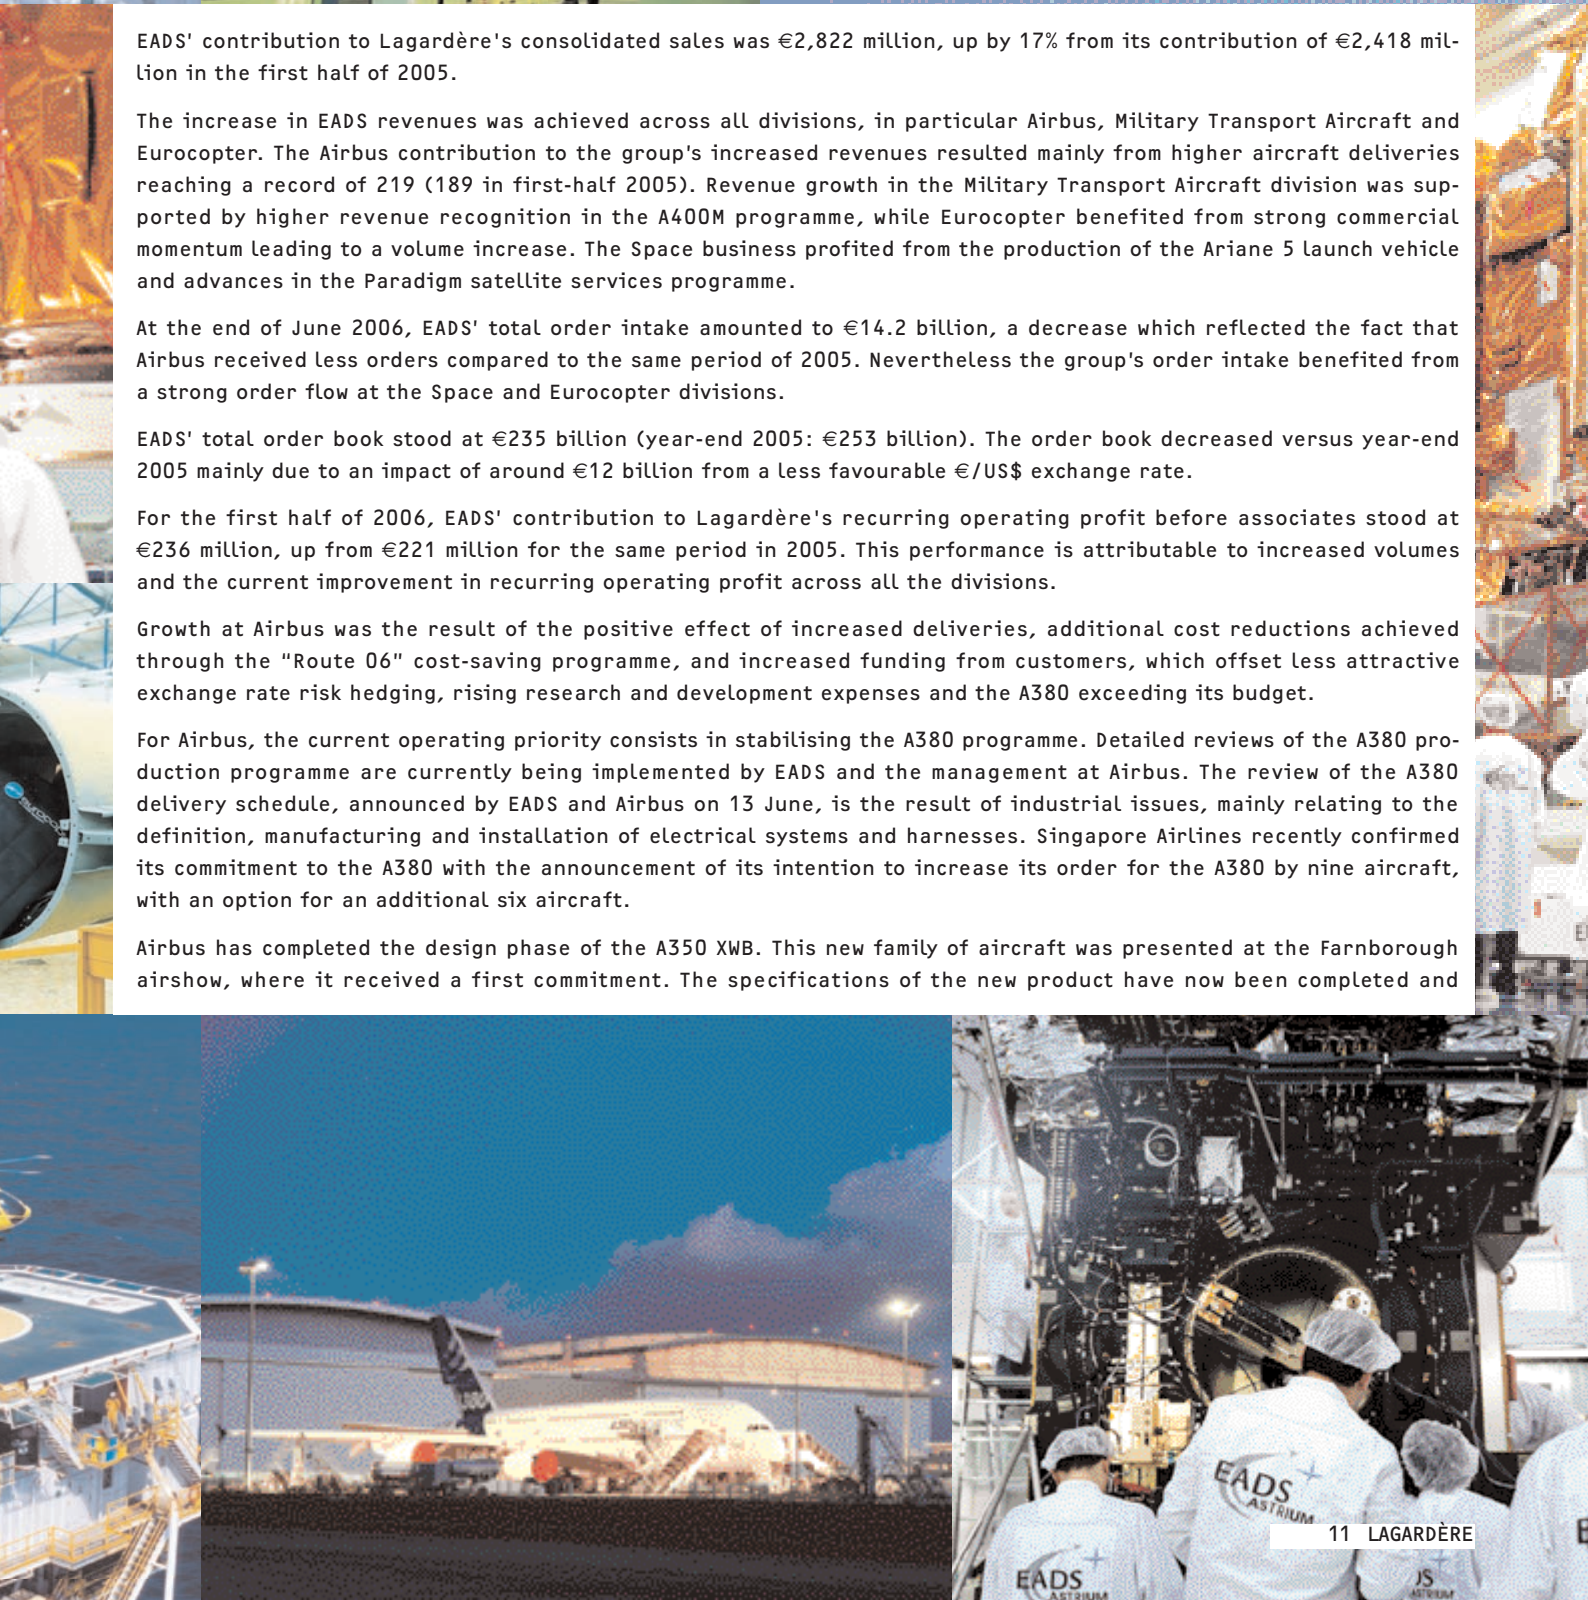 EADS' contribution to Lagardère's consolidated sales was €2,822 million, up by 17% from its contribution of €2,418 mil-
lion in the first half of 2005.
The increase in EADS revenues was achieved across all divisions, in particular Airbus, Military Transport Aircraft and
Eurocopter. The Airbus contribution to the group's increased revenues resulted mainly from higher aircraft deliveries
reaching a record of 219 (189 in first-half 2005). Revenue growth in the Military Transport Aircraft division was sup-
ported by higher revenue recognition in the A400M programme, while Eurocopter benefited from strong commercial
momentum leading to a volume increase. The Space business profited from the production of the Ariane 5 launch vehicle
and advances in the Paradigm satellite services programme.
At the end of June 2006, EADS' total order intake amounted to €14.2 billion, a decrease which reflected the fact that
Airbus received less orders compared to the same period of 2005. Nevertheless the group's order intake benefited from
a strong order flow at the Space and Eurocopter divisions.
EADS' total order book stood at €235 billion (year-end 2005: €253 billion). The order book decreased versus year-end
2005 mainly due to an impact of around €12 billion from a less favourable €/US$ exchange rate.
For the first half of 2006, EADS' contribution to Lagardère's recurring operating profit before associates stood at
€236 million, up from €221 million for the same period in 2005. This performance is attributable to increased volumes
and the current improvement in recurring operating profit across all the divisions.
Growth at Airbus was the result of the positive effect of increased deliveries, additional cost reductions achieved
through the “Route 06” cost-saving programme, and increased funding from customers, which offset less attractive
exchange rate risk hedging, rising research and development expenses and the A380 exceeding its budget.
For Airbus, the current operating priority consists in stabilising the A380 programme. Detailed reviews of the A380 pro-
duction programme are currently being implemented by EADS and the management at Airbus. The review of the A380
delivery schedule, announced by EADS and Airbus on 13 June, is the result of industrial issues, mainly relating to the
definition, manufacturing and installation of electrical systems and harnesses. Singapore Airlines recently confirmed
its commitment to the A380 with the announcement of its intention to increase its order for the A380 by nine aircraft,
with an option for an additional six aircraft.
Airbus has completed the design phase of the A350 XWB. This new family of aircraft was presented at the Farnborough
airshow, where it received a first commitment. The specifications of the new product have now been completed and
EADS
ASTRIUM
EADS
ASTRIUM
11 LAGARDÈRE